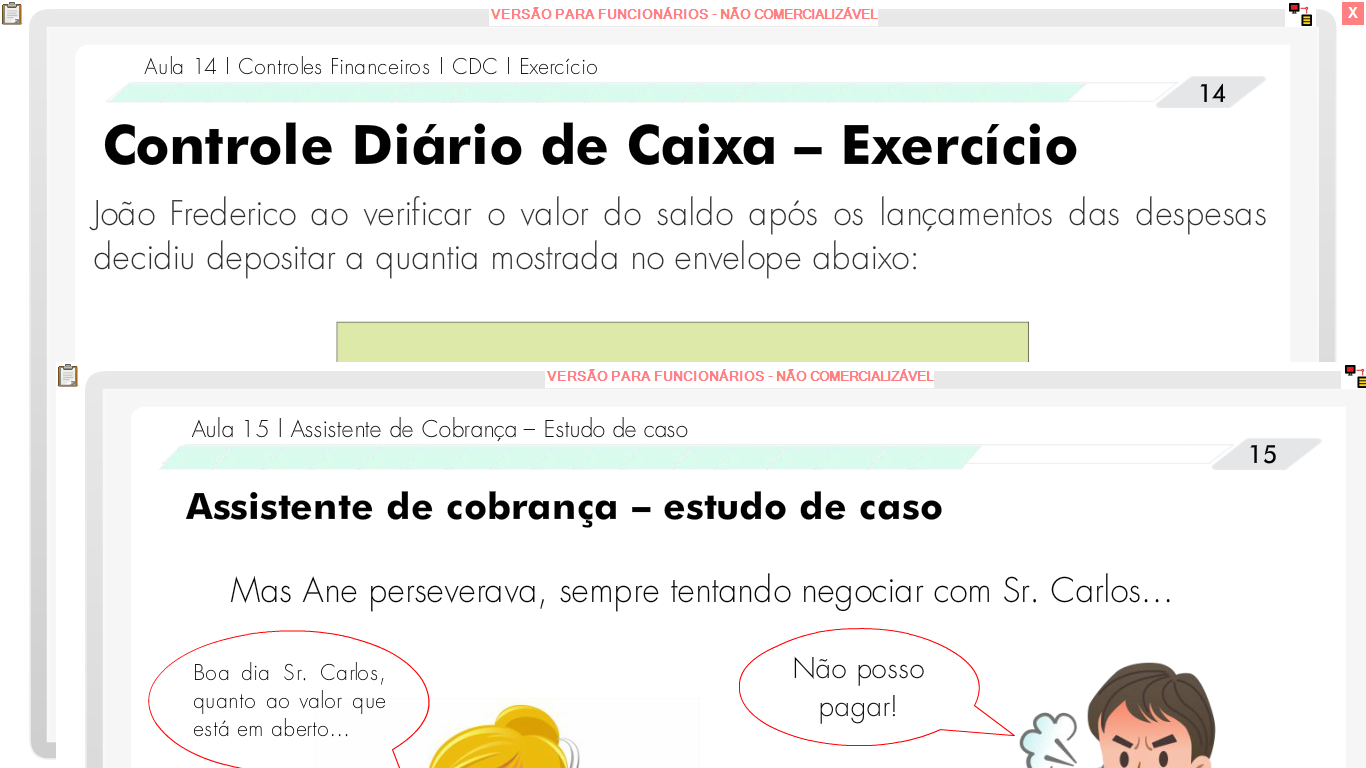 VERSÃO PARA FUNCIONÁRIOS - NÃO COMERCIALIZÁVEL
X
Aula 14 | Controles Financeiros | CDC | Exercício
14
Controle Diário de Caixa – Exercício
João Frederico ao verificar o valor do saldo após os lançamentos das despesas
decidiu depositar a quantia mostrada no envelope abaixo:
VERSÃO PARA FUNCIONÁRIOS - NÃO COMERCIALIZÁVEL
Aula 15 | Assistente de Cobrança – Estudo de caso
15
Assistente de cobrança – estudo de caso
Mas Ane perseverava, sempre tentando negociar com Sr. Carlos...
Boa dia Sr. Carlos,
quanto ao valor que
está em aberto...
Não posso
pagar!